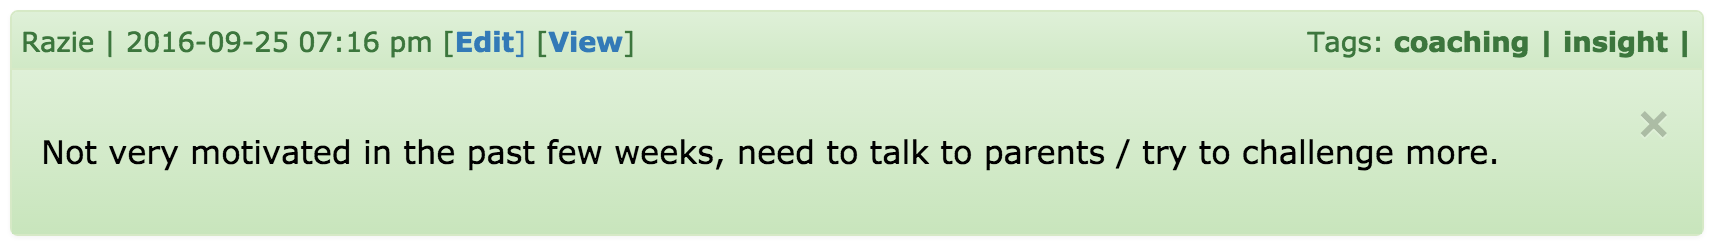 Razie | 2016-09-25 07:16 pm [Edit] [View] Tags: coaching | insight |
×
Not very motivated in the past few weeks, need to talk to parents / try to challenge more.